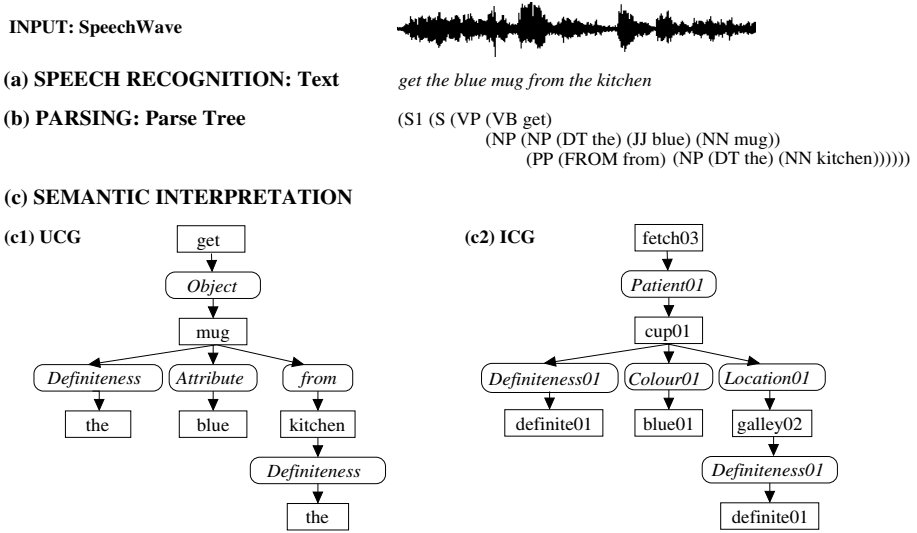 INPUT: SpeechWave
(a) SPEECH RECOGNITION: Text get the blue mug from the kitchen
(b) PARSING: Parse Tree (S1 (S (VP (VB get)
(NP (NP (DT the) (JJ blue) (NN mug))
(PP (FROM from) (NP (DT the) (NN kitchen))))))
(c) SEMANTIC INTERPRETATION
(c1) UCG
get
Object
mug
Definiteness Attribute from
the blue kitchen
Definiteness
the
(c2) ICG
fetch03
Patient01
cup01
Definiteness01 Colour01 Location01
definite01 blue01 galley02
Definiteness01
definite01